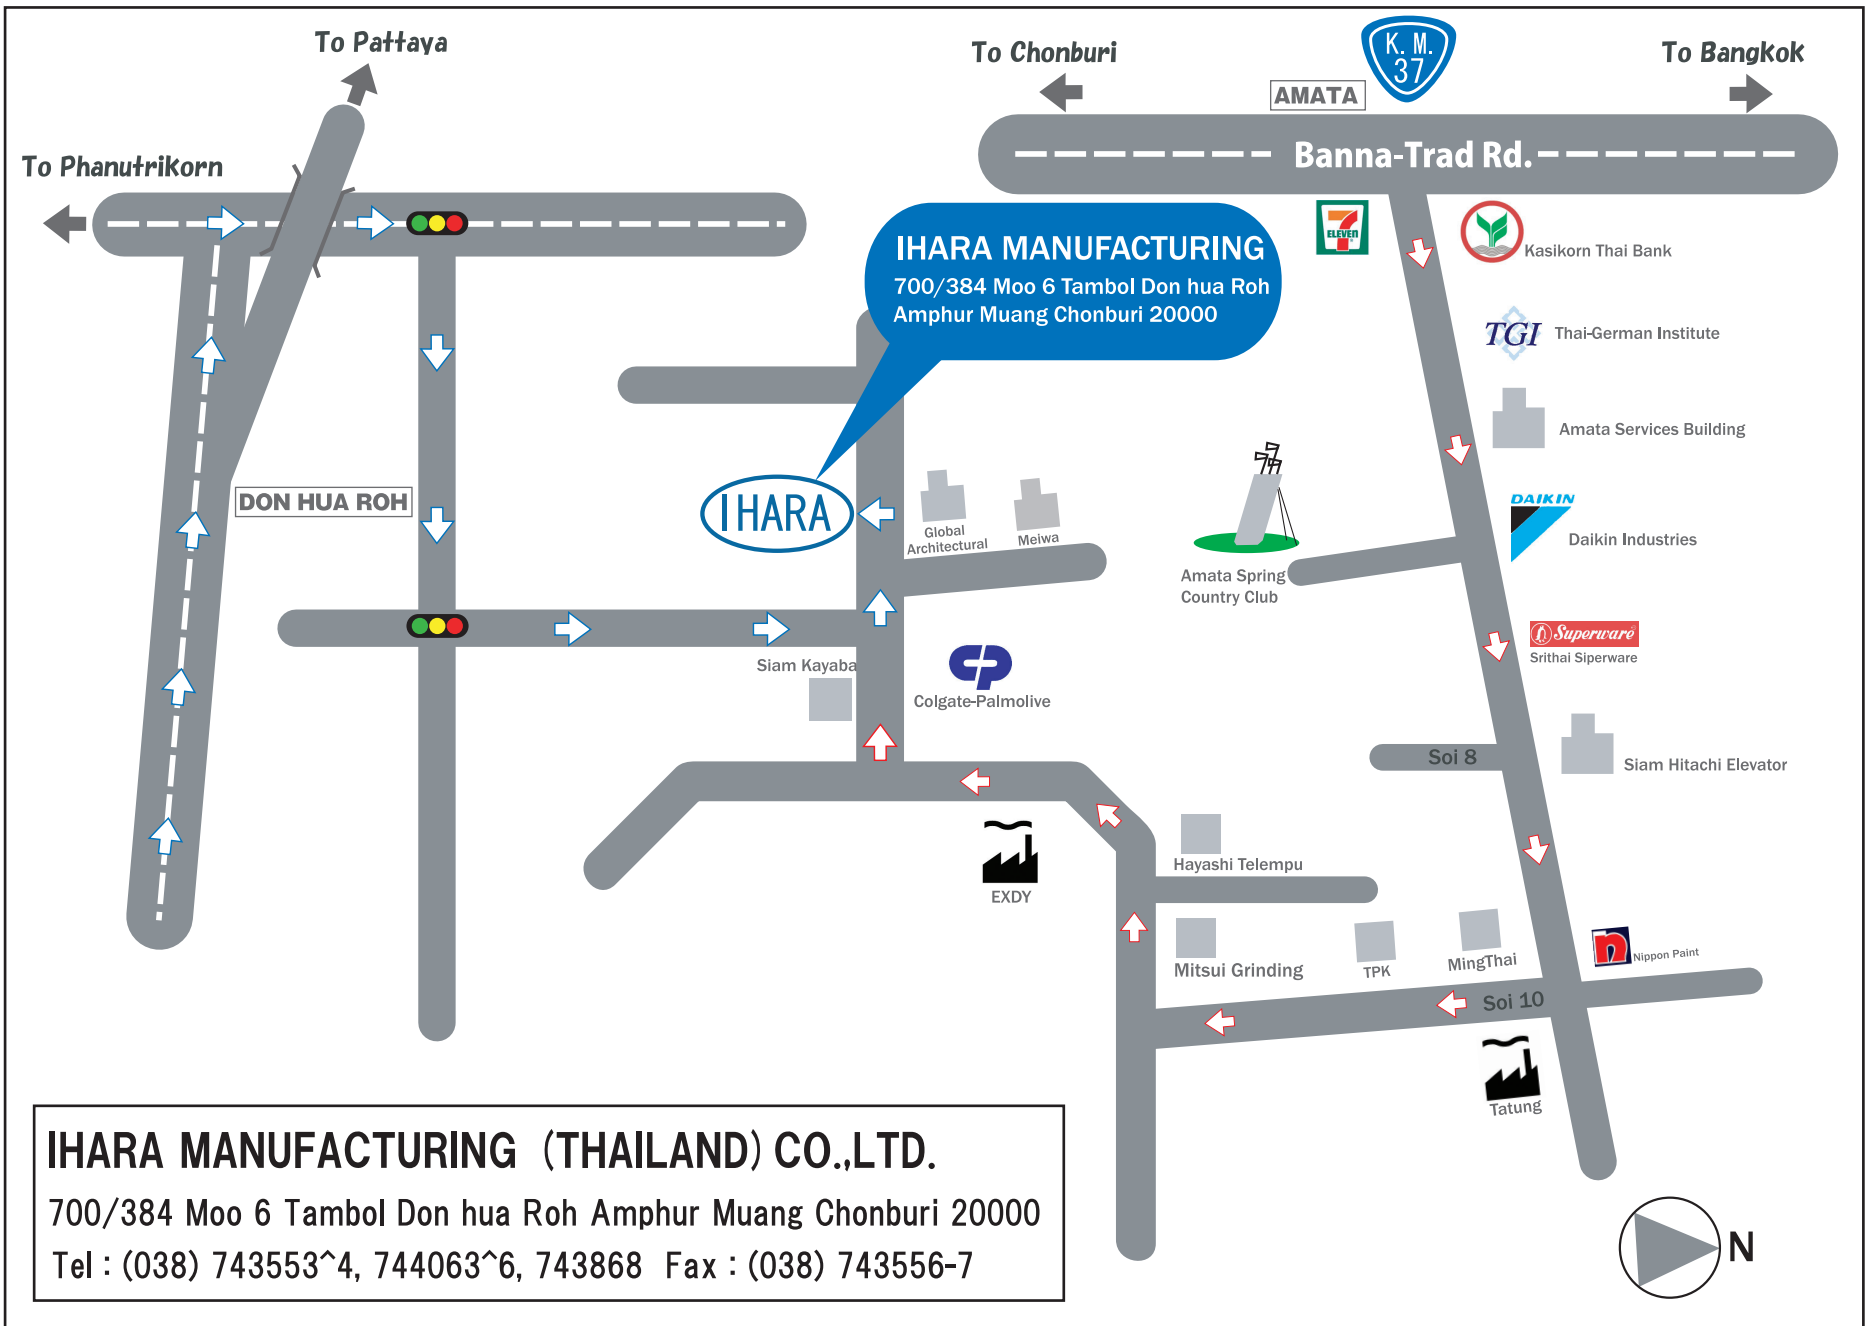 To Pattaya
To Chonburi
K. M.
37
To Bangkok
AMATA
To Phanutrikorn
Banna-Trad Rd.
IHARA MANUFACTURING
700/384 Moo 6 Tambol Don hua Roh
Amphur Muang Chonburi 20000
7
ELEVEN
Kasikorn Thai Bank
TGI
Thai-German Institute
Amata Services Building
DON HUA ROH
IHARA
Global
Architectural
Meiwa
DAIKIN
Daikin Industries
Amata Spring
Country Club
Superware
Srithai Siperware
Siam Kayaba
CP
Colgate-Palmolive
Soi 8
Siam Hitachi Elevator
Hayashi Telempu
EXDY
Mitsui Grinding
TPK
MingThai
n
Nippon Paint
Soi 10
Tatung
IHARA MANUFACTURING (THAILAND) CO.,LTD.
700/384 Moo 6 Tambol Don hua Roh Amphur Muang Chonburi 20000
Tel : (038) 743553^4, 744063^6, 743868 Fax : (038) 743556-7
N